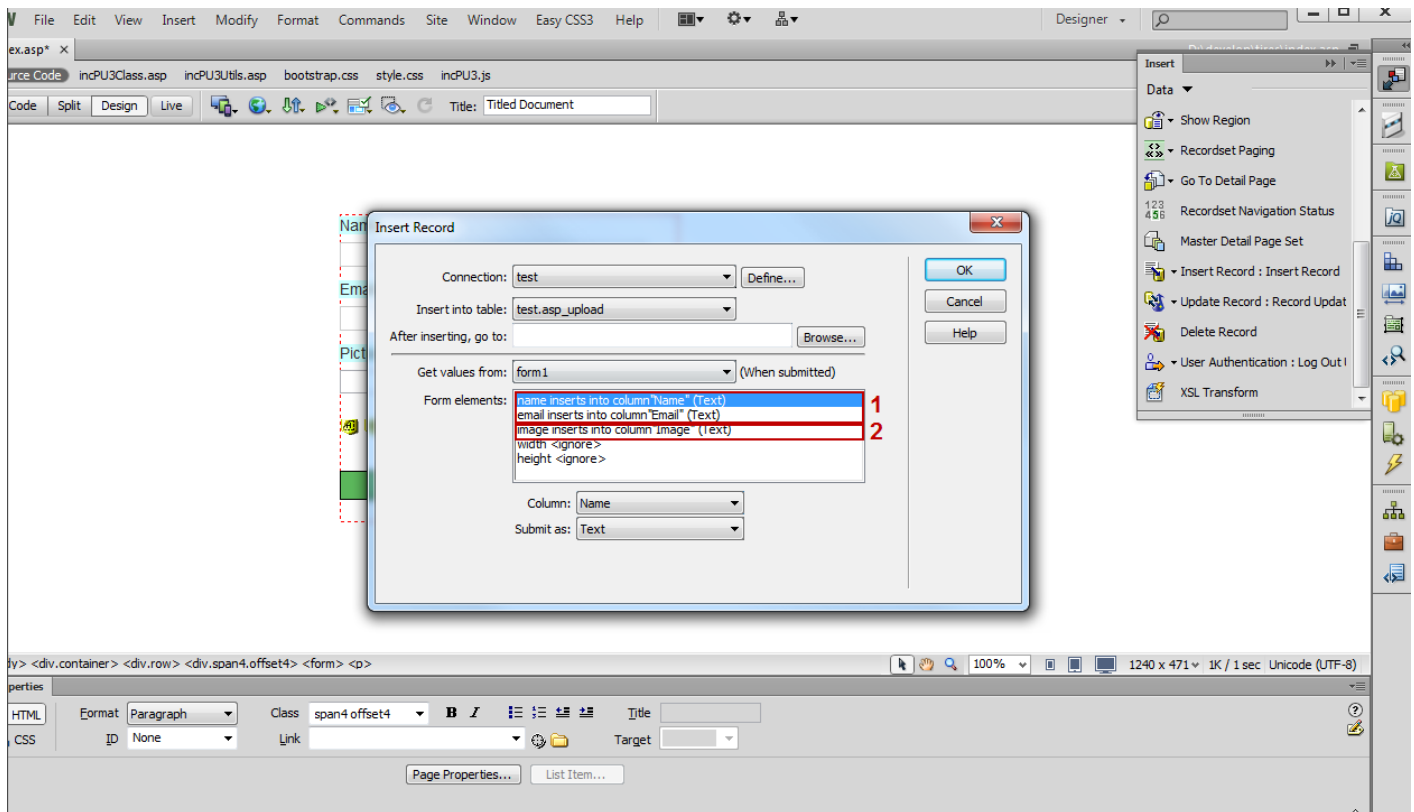 File Edit View Insert Modify Format Commands Site Window Easy CSS3 Help Designer
ex.asp*
urce Code incPU3Class.asp incPU3Utils.asp bootstrap.css style.css incPU3.js
Code Split Design Live Title: Titled Document
Insert
Data
Show Region
Recordset Paging
Go To Detail Page
Recordset Navigation Status
Master Detail Page Set
Insert Record : Insert Record
Update Record : Record Updat
Delete Record
User Authentication : Log Out
XSL Transform
Nam
Ema
Pict
Insert Record
Connection: test Define...
Insert into table: test.asp_upload
After inserting, go to: Browse...
Get values from: form1 (When submitted)
Form elements: name inserts into column"Name" (Text)
email inserts into column"Email" (Text)
image inserts into column"Image" (Text)
width <ignore>
height <ignore>
1
2
Column: Name
Submit as: Text
OK
Cancel
Help
dy> <div.container> <div.row> <div.span4.offset4> <form> <p> 100% 1240 x 471 1K / 1 sec Unicode (UTF-8)
perties
HTML Format Paragraph Class span4 offset4 B I Title
CSS ID None Link Target
Page Properties... List Item...